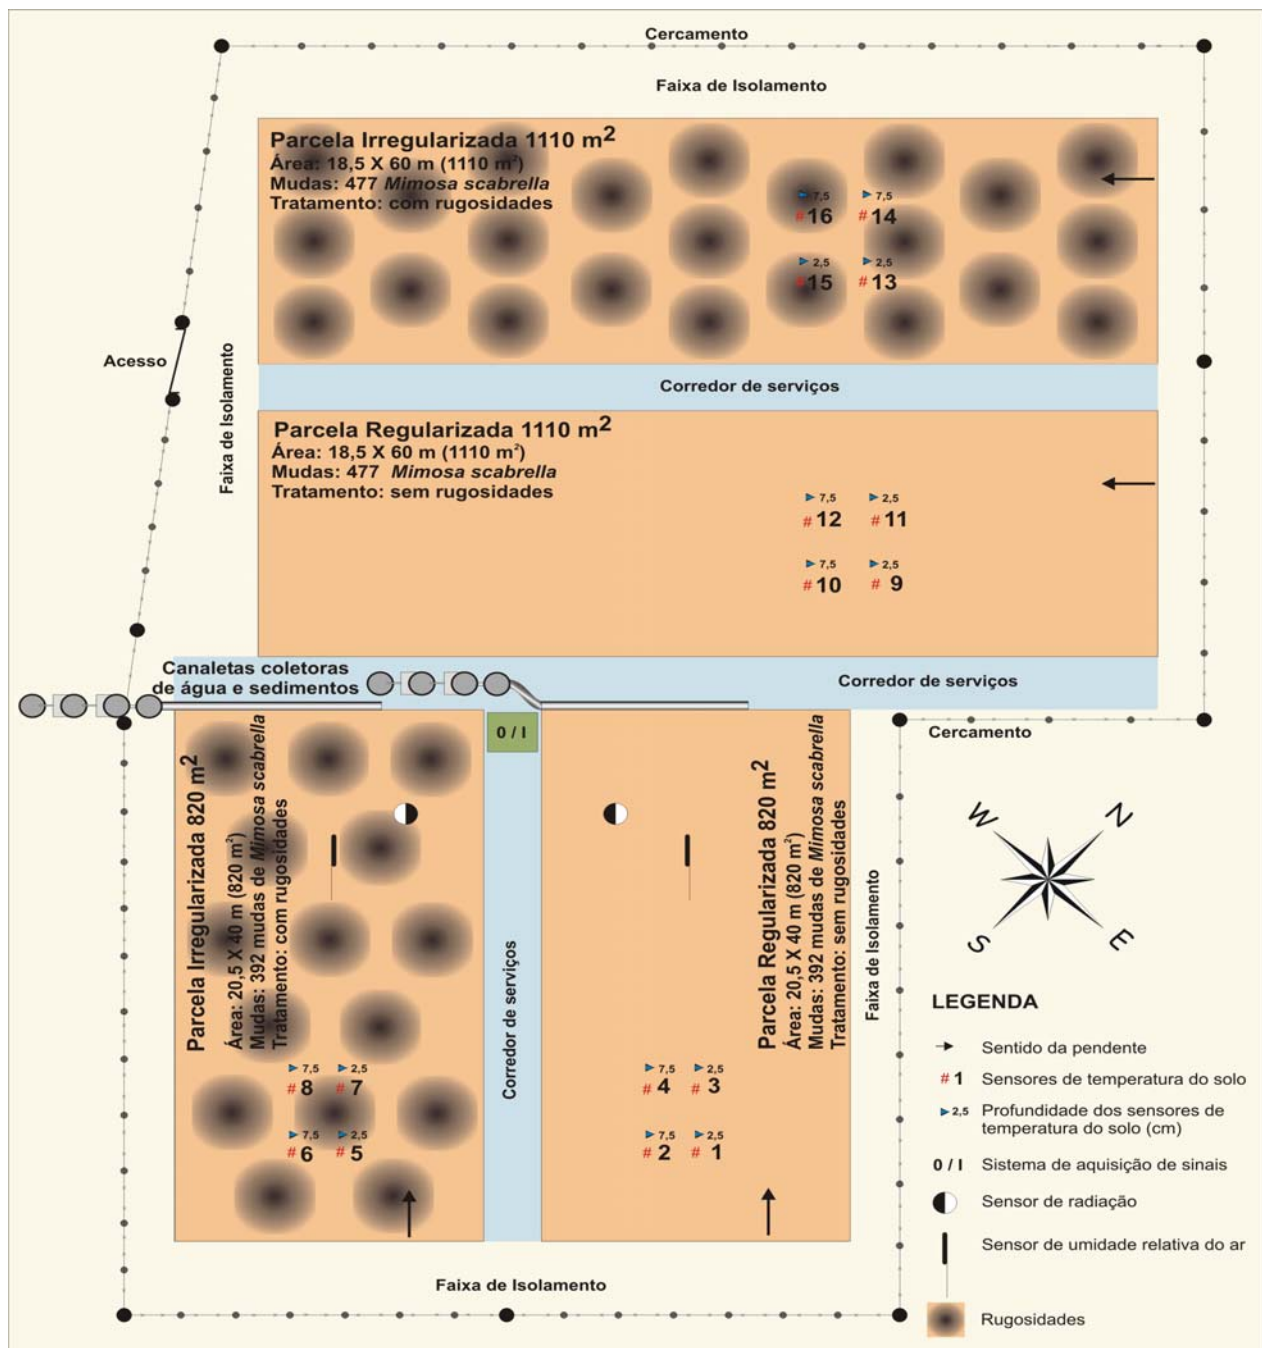 Cercamento
Faixa de Isolamento
Parcela Irregularizada 1110 m²
Área: 18,5 X 60 m (1110 m²)
Mudas: 477 Mimosa scabrella
Tratamento: com rugosidades
7,5
7,5
# 16
# 14
2,5
2,5
# 15
# 13
Acesso
Faixa de Isolamento
Corredor de serviços
Parcela Regularizada 1110 m²
Área: 18,5 X 60 m (1110 m²)
Mudas: 477 Mimosa scabrella
Tratamento: sem rugosidades
7,5
2,5
# 12
# 11
7,5
2,5
# 10
# 9
Canaletas coletoras
de água e sedimentos
Corredor de serviços
0 / I
Cercamento
Parcela Irregularizada 820 m²
Área: 20,5 X 40 m (820 m²)
Mudas: 392 mudas de Mimosa scabrella
Tratamento: com rugosidades
7,5
2,5
# 8
# 7
7,5
2,5
# 6
# 5
Corredor de serviços
Parcela Regularizada 820 m²
Área: 20,5 X 40 m (820 m²)
Mudas: 392 mudas de Mimosa scabrella
Tratamento: sem rugosidades
7,5
2,5
# 4
# 3
7,5
2,5
# 2
# 1
Faixa de Isolamento
Faixa de Isolamento
W
N
S
E
LEGENDA
Sentido da pendente
# 1 Sensores de temperatura do solo
2,5 Profundidade dos sensores de
temperatura do solo (cm)
0 / I Sistema de aquisição de sinais
Sensor de radiação
Sensor de umidade relativa do ar
Rugosidades